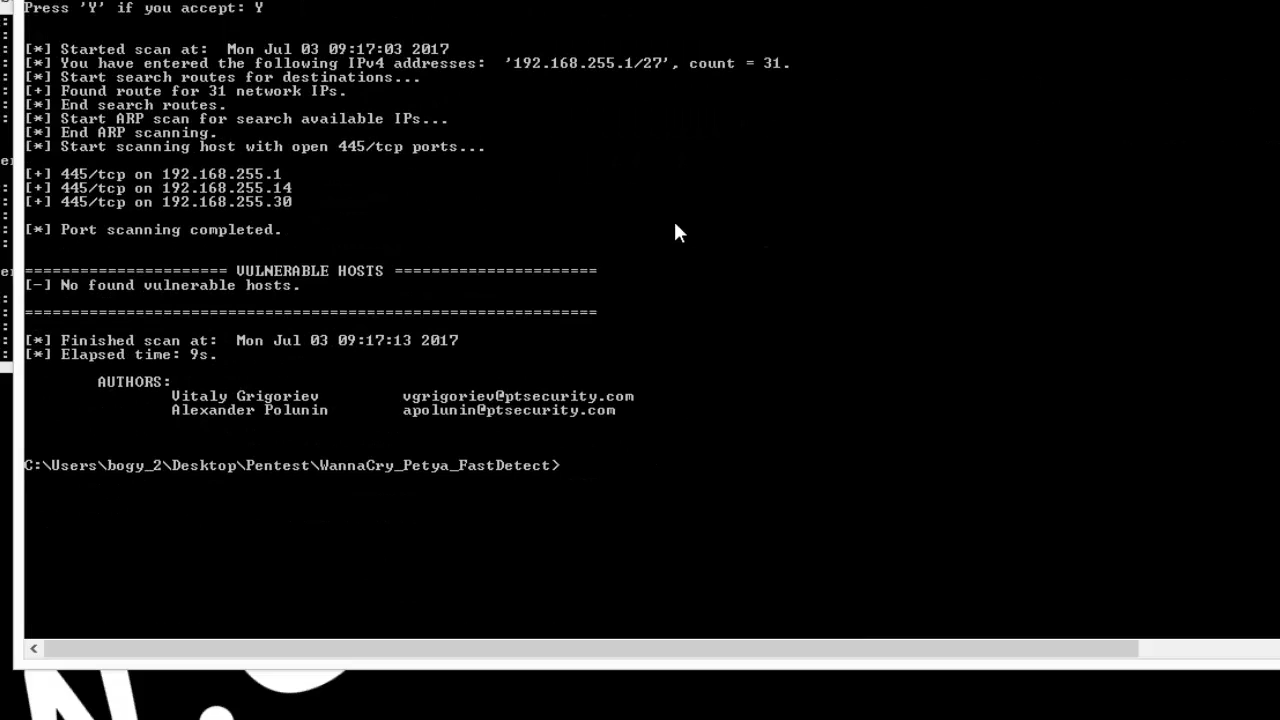 Press 'Y' if you accept: Y
[*] Started scan at:  Mon Jul 03 09:17:03 2017
[*] You have entered the following IPv4 addresses:  '192.168.255.1/27', count = 31.
[*] Start search routes for destinations...
[+] Found route for 31 network IPs.
[*] End search routes.
[*] Start ARP scan for search available IPs...
[*] End ARP scanning.
[*] Start scanning host with open 445/tcp ports...
[+] 445/tcp on 192.168.255.1
[+] 445/tcp on 192.168.255.14
[+] 445/tcp on 192.168.255.30
[*] Port scanning completed.
====================== VULNERABLE HOSTS ======================
[-] No found vulnerable hosts.
==============================================================
[*] Finished scan at:  Mon Jul 03 09:17:13 2017
[*] Elapsed time: 9s.
AUTHORS:
Vitaly Grigoriev         vgrigoriev@ptsecurity.com
Alexander Polunin        apolunin@ptsecurity.com
C:\Users\bogy_2\Desktop\Pentest\WannaCry_Petya_FastDetect>